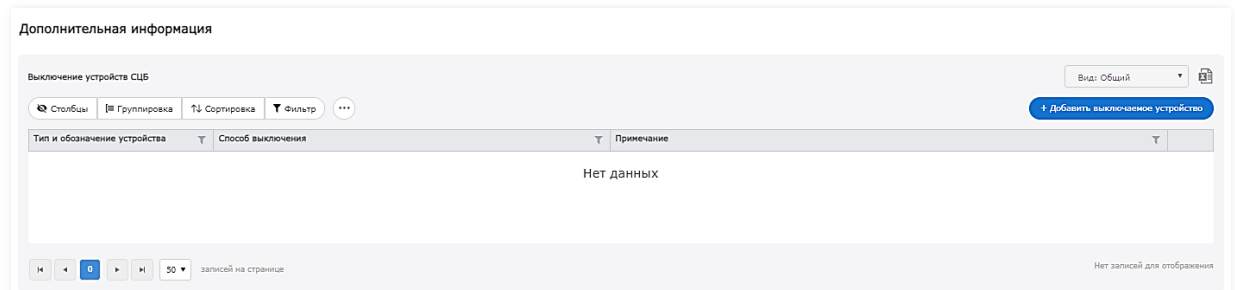 Дополнительная информация
Выключение устройств СЦБ
Вид: Общий
Столбцы Группировка Сортировка Фильтр
+ Добавить выключаемое устройство
Тип и обозначение устройства Способ выключения Примечание
Нет данных
0 50 записей на странице
Нет записей для отображения